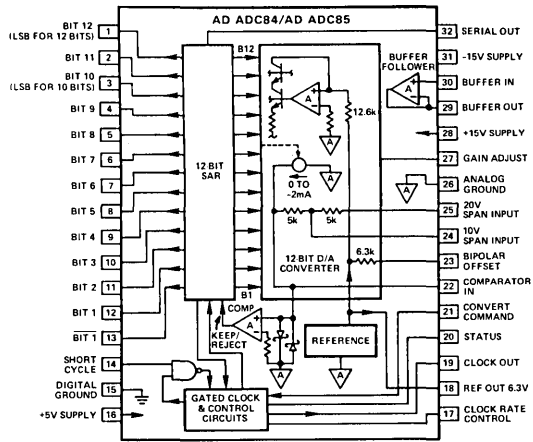 AD ADC84/AD ADC85
BIT 12
(LSB FOR 12 BITS)
1
BIT 11
2
BIT 10
(LSB FOR 10 BITS)
3
BIT 9
4
BIT 8
5
BIT 7
6
BIT 6
7
BIT 5
8
BIT 4
9
BIT 3
10
BIT 2
11
BIT 1
12
BIT 1
13
SHORT
CYCLE
14
DIGITAL
GROUND
15
+5V SUPPLY
16
12-BIT
SAR
B12
B1
12.6k
A
A
A
A
0 TO
-2mA
5k
5k
6.3k
12-BIT D/A
CONVERTER
COMP
KEEP/
REJECT
A
A
REFERENCE
A
GATED CLOCK
& CONTROL
CIRCUITS
BUFFER
FOLLOWER
A
A
32
SERIAL OUT
31
-15V SUPPLY
30
BUFFER IN
29
BUFFER OUT
28
+15V SUPPLY
27
GAIN ADJUST
26
ANALOG
GROUND
25
20V
SPAN INPUT
24
10V
SPAN INPUT
23
BIPOLAR
OFFSET
22
COMPARATOR
IN
21
CONVERT
COMMAND
20
STATUS
19
CLOCK OUT
18
REF OUT 6.3V
17
CLOCK RATE
CONTROL